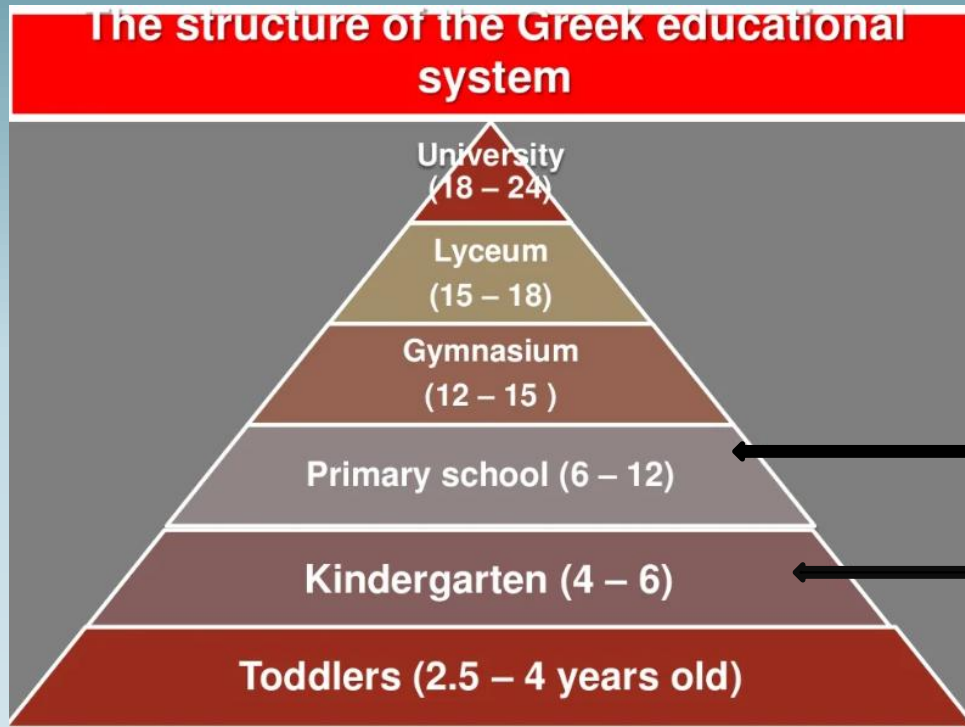 The structure of the Greek educational
system
University
(18 – 24)
Lyceum
(15 – 18)
Gymnasium
(12 – 15 )
Primary school (6 – 12)
Kindergarten (4 – 6)
Toddlers (2.5 – 4 years old)